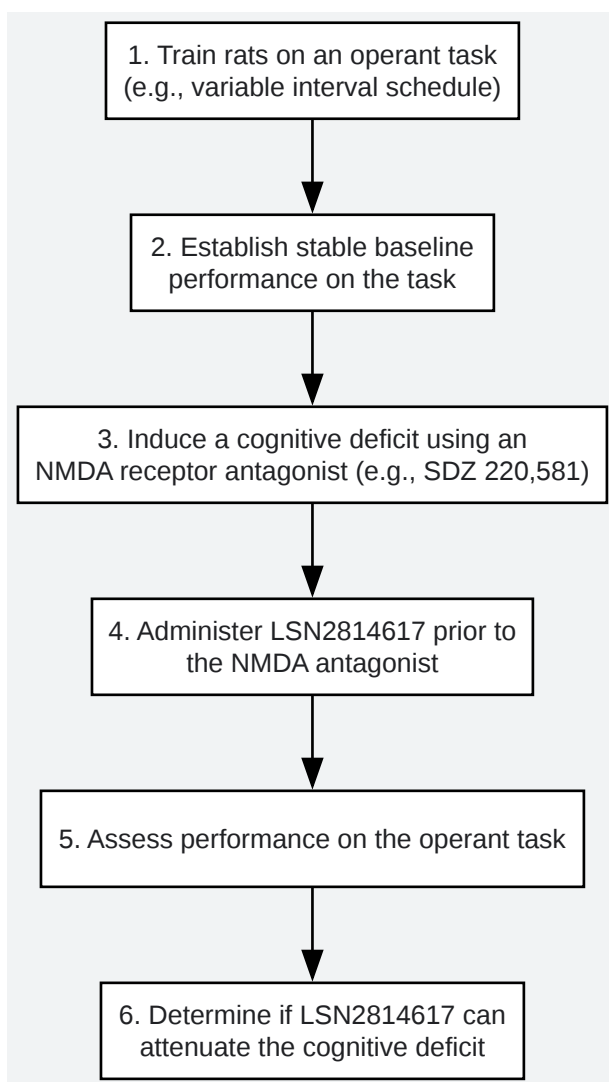 1. Train rats on an operant task
(e.g., variable interval schedule)
2. Establish stable baseline
performance on the task
3. Induce a cognitive deficit using an
NMDA receptor antagonist (e.g., SDZ 220,581)
4. Administer LSN2814617 prior to
the NMDA antagonist
5. Assess performance on the operant task
6. Determine if LSN2814617 can
attenuate the cognitive deficit